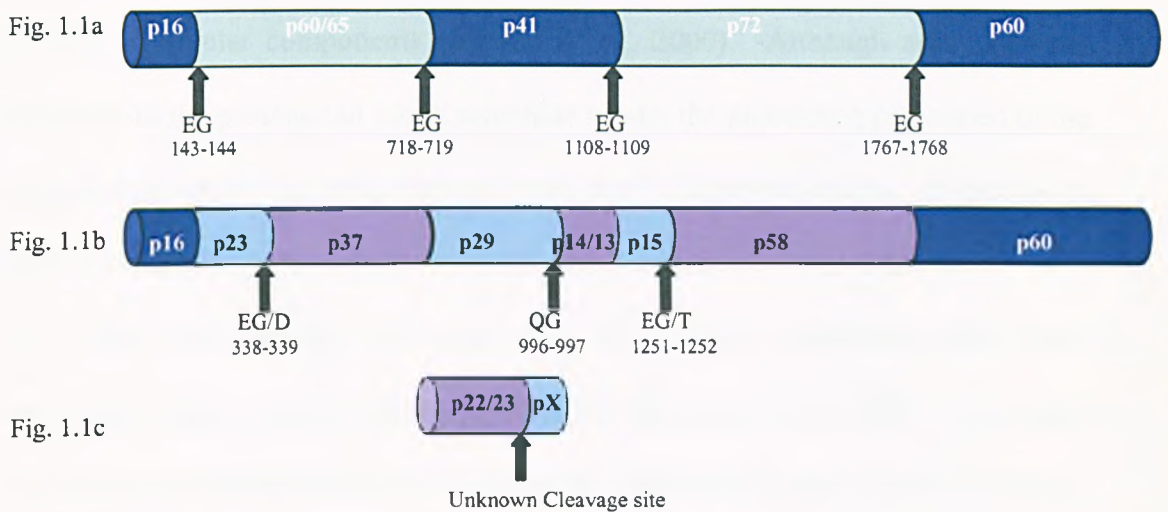 Fig. 1.1a
p16 p60/65 p41 p72 p60
EG EG EG EG
143-144 718-719 1108-1109 1767-1768
Fig. 1.1b
p16 p23 p37 p29 p14/13 p15 p58 p60
EG/D QG EG/T
338-339 996-997 1251-1252
Fig. 1.1c
p22/23 pX
Unknown Cleavage site